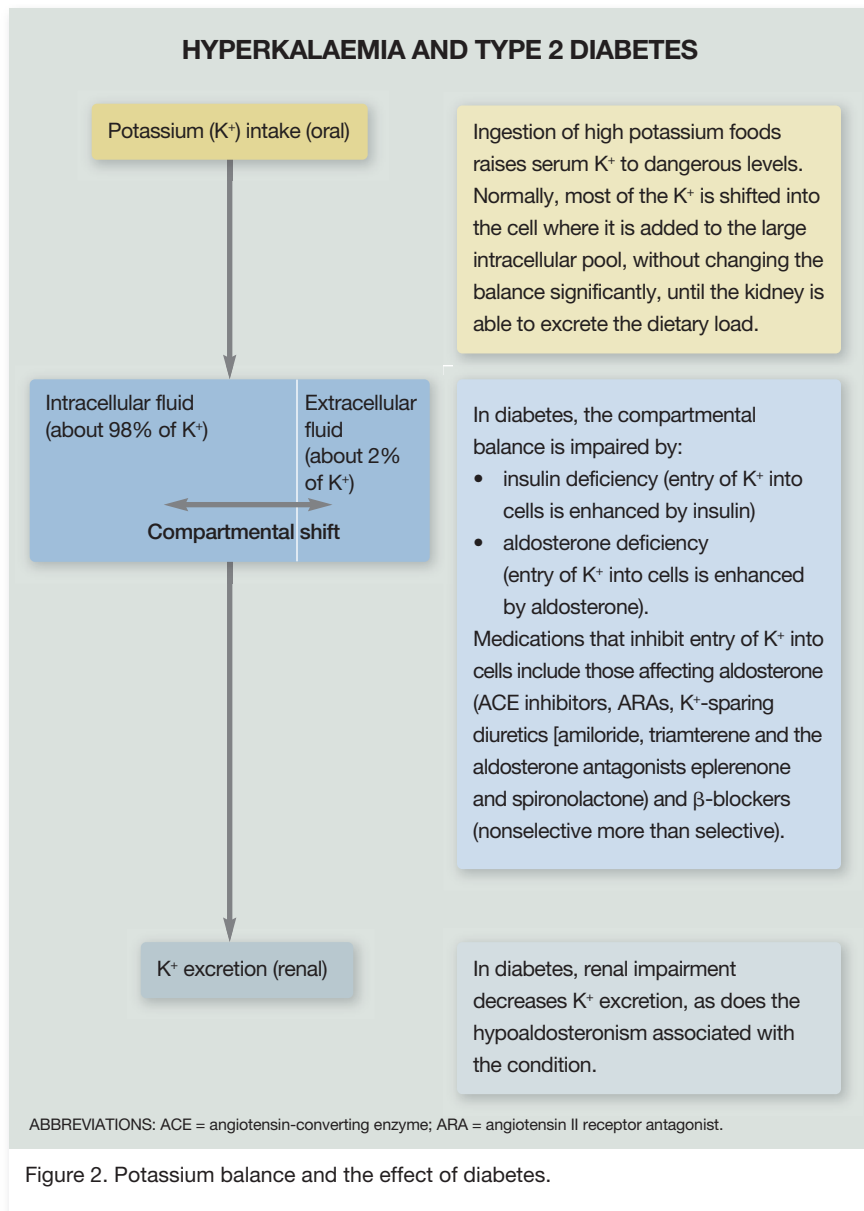 HYPERKALAEMIA AND TYPE 2 DIABETES
Potassium (K⁺) intake (oral)
Ingestion of high potassium foods
raises serum K⁺ to dangerous levels.
Normally, most of the K⁺ is shifted into
the cell where it is added to the large
intracellular pool, without changing the
balance significantly, until the kidney is
able to excrete the dietary load.
Intracellular fluid
(about 98% of K⁺)
Extracellular
fluid
(about 2%
of K⁺)
Compartmental shift
In diabetes, the compartmental
balance is impaired by:
• insulin deficiency (entry of K⁺ into
cells is enhanced by insulin)
• aldosterone deficiency
(entry of K⁺ into cells is enhanced
by aldosterone).
Medications that inhibit entry of K⁺ into
cells include those affecting aldosterone
(ACE inhibitors, ARAs, K⁺-sparing
diuretics [amiloride, triamterene and the
aldosterone antagonists eplerenone
and spironolactone) and β-blockers
(nonselective more than selective).
K⁺ excretion (renal)
In diabetes, renal impairment
decreases K⁺ excretion, as does the
hypoaldosteronism associated with
the condition.
ABBREVIATIONS: ACE = angiotensin-converting enzyme; ARA = angiotensin II receptor antagonist.
Figure 2. Potassium balance and the effect of diabetes.